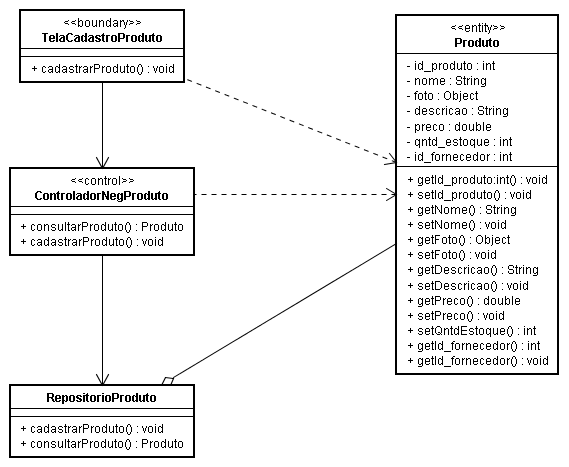 <<boundary>>
TelaCadastroProduto
+ cadastrarProduto() : void
<<control>>
ControladorNegProduto
+ consultarProduto() : Produto
+ cadastrarProduto() : void
RepositorioProduto
+ cadastrarProduto() : void
+ consultarProduto() : Produto
<<entity>>
Produto
- id_produto : int
- nome : String
- foto : Object
- descricao : String
- preco : double
- qntd_estoque : int
- id_fornecedor : int
+ getId_produto:int() : void
+ setId_produto() : void
+ getNome() : String
+ setNome() : void
+ getFoto() : Object
+ setFoto() : void
+ getDescricao() : String
+ setDescricao() : void
+ getPreco() : double
+ setPreco() : void
+ setQntdEstoque() : int
+ getId_fornecedor() : int
+ getId_fornecedor() : void